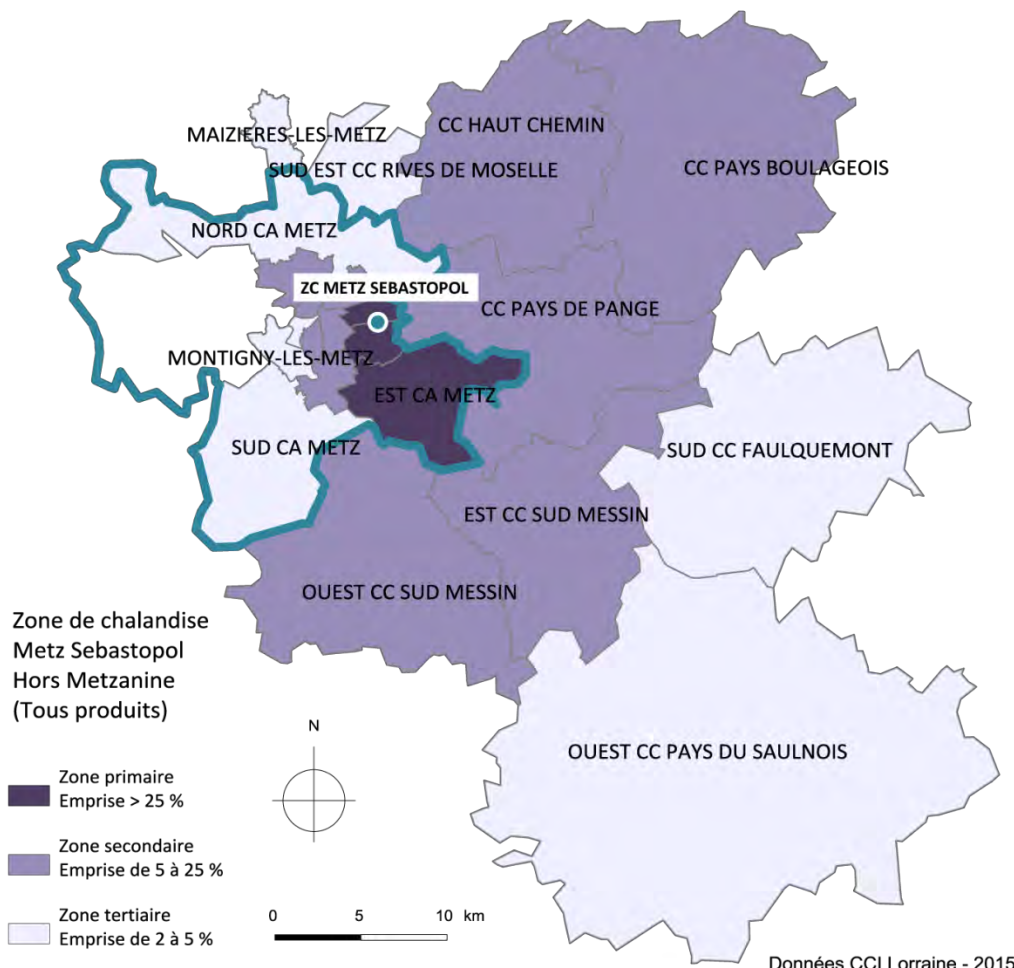 MAIZIERES-LES-METZ
CC HAUT CHEMIN
SUD EST CC RIVES DE MOSELLE
CC PAYS BOULAGEOIS
NORD CA METZ
ZC METZ SEBASTOPOL
CC PAYS DE PANGE
MONTIGNY-LES-METZ
EST CA METZ
SUD CA METZ
SUD CC FAULQUEMONT
EST CC SUD MESSIN
OUEST CC SUD MESSIN
OUEST CC PAYS DU SAULNOIS
Zone de chalandise
Metz Sebastopol
Hors Metzanine
(Tous produits)
N
Zone primaire
Emprise > 25 %
Zone secondaire
Emprise de 5 à 25 %
Zone tertiaire
Emprise de 2 à 5 %
0 5 10 km
Données CCI Lorraine - 2015